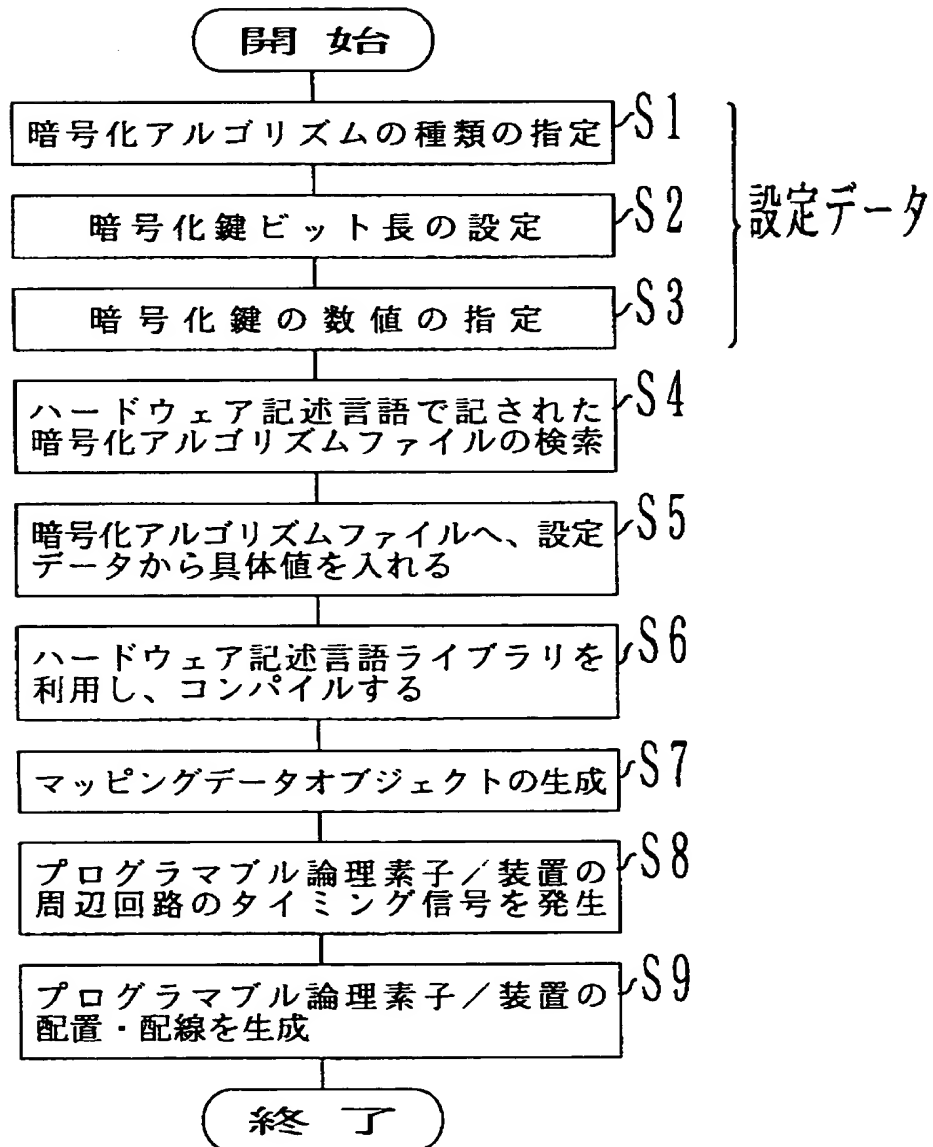 開始
暗号化アルゴリズムの種類の指定
S1
暗号化鍵ビット長の設定
S2
設定データ
暗号化鍵の数値の指定
S3
ハードウェア記述言語で記された
暗号化アルゴリズムファイルの検索
S4
暗号化アルゴリズムファイルへ、設定
データから具体値を入れる
S5
ハードウェア記述言語ライブラリを
利用し、コンパイルする
S6
マッピングデータオブジェクトの生成
S7
プログラマブル論理素子/装置の
周辺回路のタイミング信号を発生
S8
プログラマブル論理素子/装置の
配置・配線を生成
S9
終了